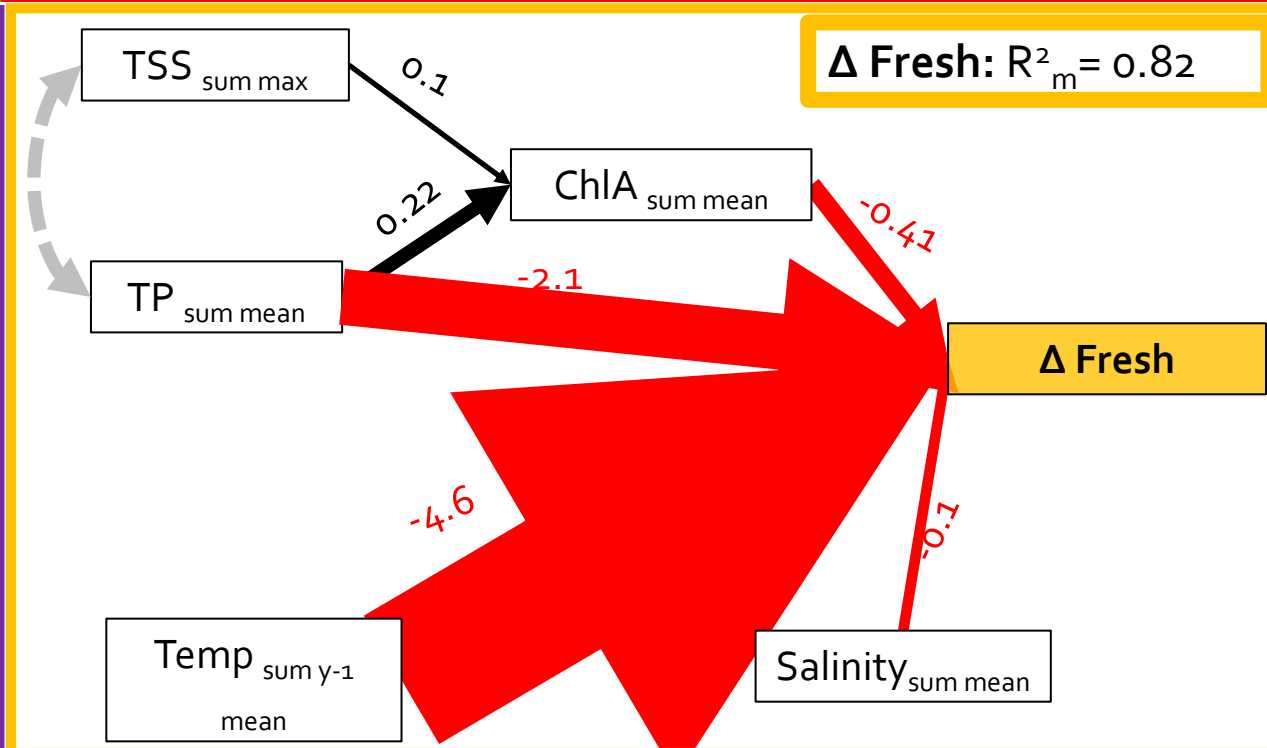 TSS sum max
Δ Fresh: R²m= 0.82
0.1
ChlA sum mean
0.22
-0.41
TP sum mean
-2.1
Δ Fresh
-4.6
-0.1
Temp sum y-1
mean
Salinity sum mean